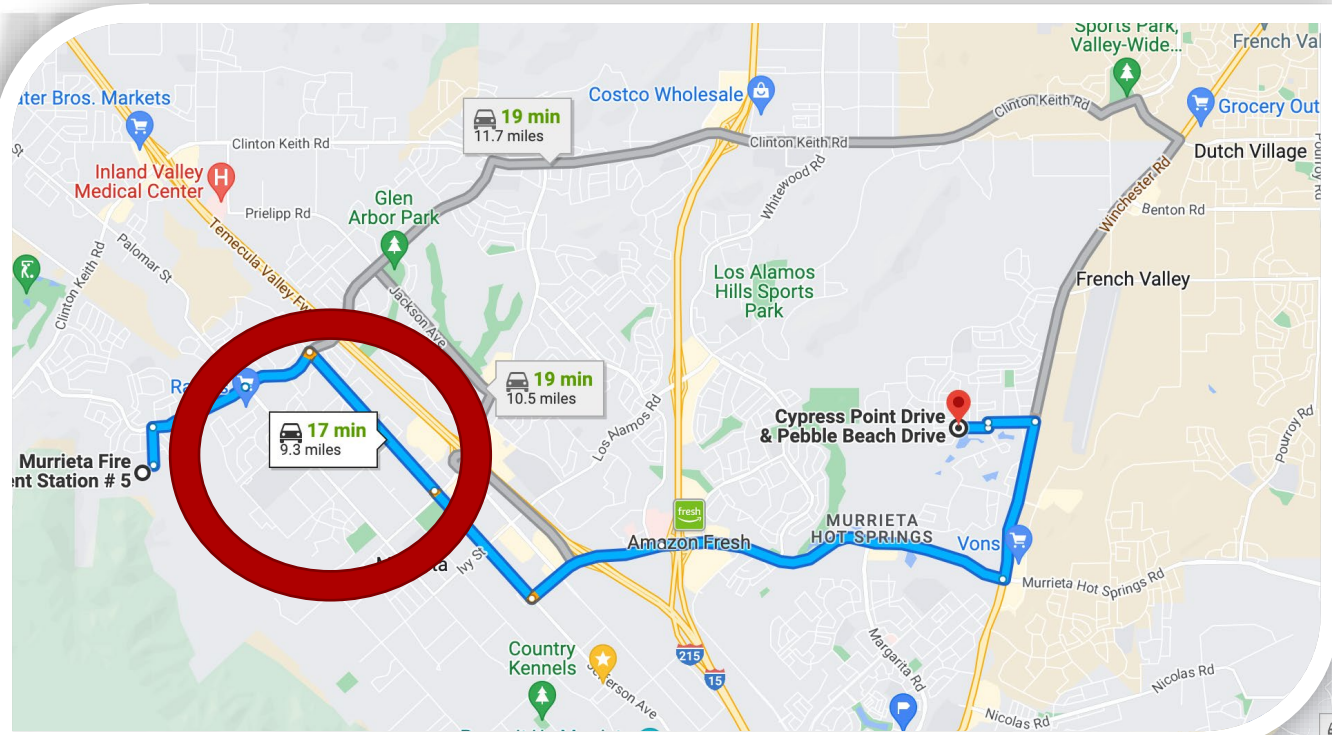 Sports Park,
Valley-Wide...
French Val
ater Bros. Markets
Costco Wholesale
19 min
11.7 miles
Clinton Keith Rd
Grocery Out
Clinton Keith Rd
Clinton Keith Rd
Dutch Village
St
Inland Valley
Medical Center
H
Whitewood Rd
Pourroy Rd
Winchester Rd
Glen
Arbor Park
Prielipp Rd
Benton Rd
Palomar St
Temecula Valley Fw
Clinton Keith Rd
Los Alamos
Hills Sports
Park
French Valley
Jackson Ave
19 min
10.5 miles
Los Alamos Rd
Cypress Point Drive
& Pebble Beach Drive
Pourroy Rd
17 min
9.3 miles
Murrieta Fire
ent Station # 5
fresh
Amazon Fresh
MURRIETA
HOT SPRINGS
Vons
Ivy St
Murrieta Hot Springs Rd
Country
Kennels
215
15
Margarita Rd
Nicolas Rd
Nicolas Rd